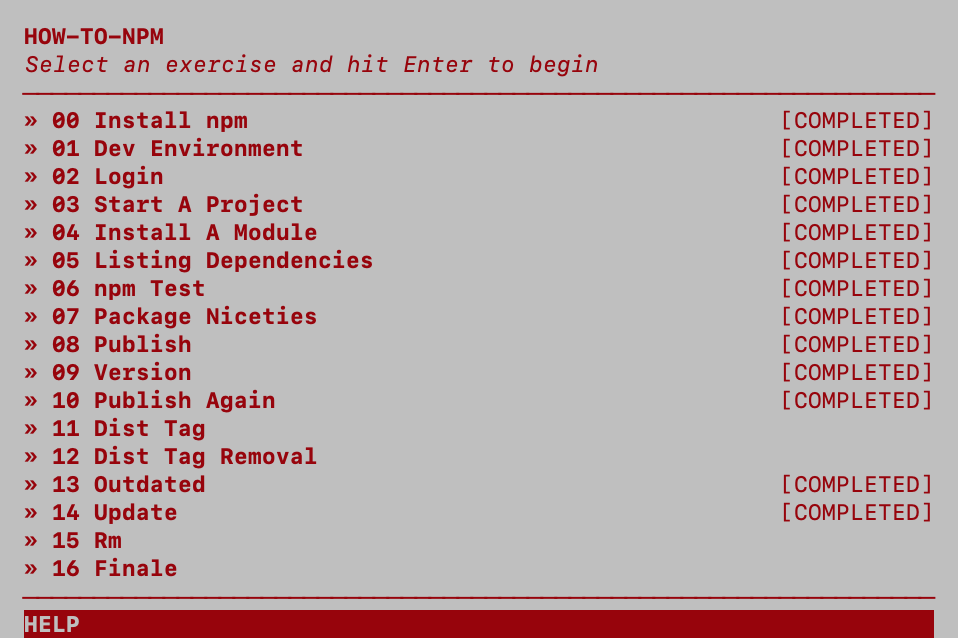 HOW-TO-NPM
Select an exercise and hit Enter to begin
» 00 Install npm [COMPLETED]
» 01 Dev Environment [COMPLETED]
» 02 Login [COMPLETED]
» 03 Start A Project [COMPLETED]
» 04 Install A Module [COMPLETED]
» 05 Listing Dependencies [COMPLETED]
» 06 npm Test [COMPLETED]
» 07 Package Niceties [COMPLETED]
» 08 Publish [COMPLETED]
» 09 Version [COMPLETED]
» 10 Publish Again [COMPLETED]
» 11 Dist Tag
» 12 Dist Tag Removal
» 13 Outdated [COMPLETED]
» 14 Update [COMPLETED]
» 15 Rm
» 16 Finale
HELP